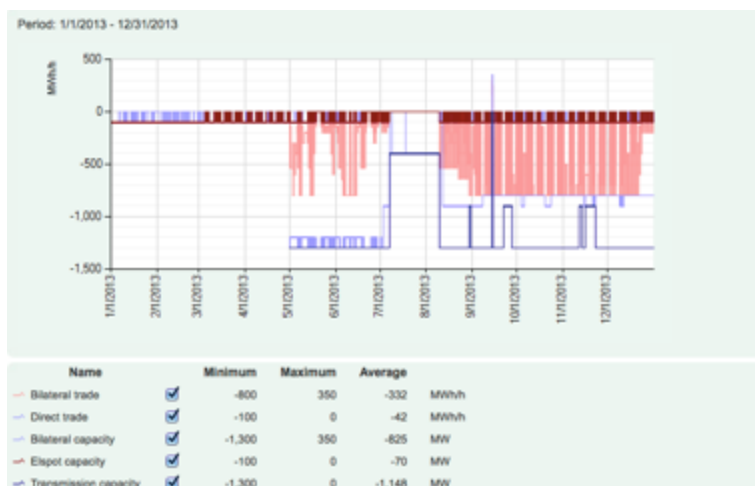 Period: 1/1/2013 - 12/31/2013
MWh/h
500
0
-500
-1,000
-1,500
1/1/2013 2/1/2013 3/1/2013 4/1/2013 5/1/2013 6/1/2013 7/1/2013 8/1/2013 9/1/2013 10/1/2013 11/1/2013 12/1/2013
Name Minimum Maximum Average
Bilateral trade -800 350 -332 MWh/h
Direct trade -100 0 -42 MWh/h
Bilateral capacity -1,300 350 -825 MW
Elspot capacity -100 0 -70 MW
Transmission capacity -1,300 0 -1,148 MW